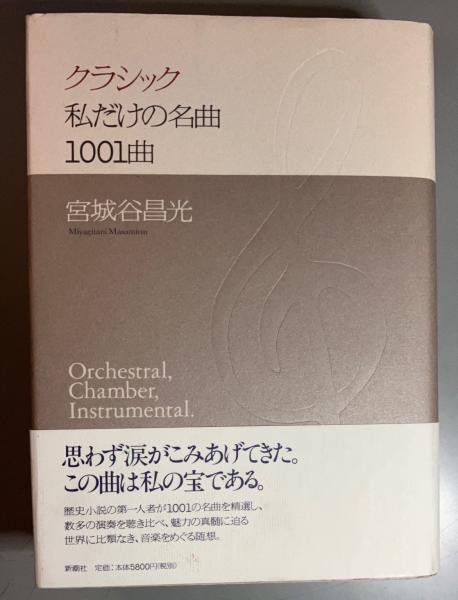 クラシック
私だけの名曲
1001曲
宮城谷昌光
Miyagitani Masamitsu
Orchestral,
Chamber,
Instrumental.
思わず涙がこみあげてきた。
この曲は私の宝である。
歴史小説の第一人者が1001の名曲を精選し、
数多の演奏を聴き比べ、魅力の真髄に迫る
世界に比類なき、音楽をめぐる随想。
新潮社 定価:本体5800円(税別)